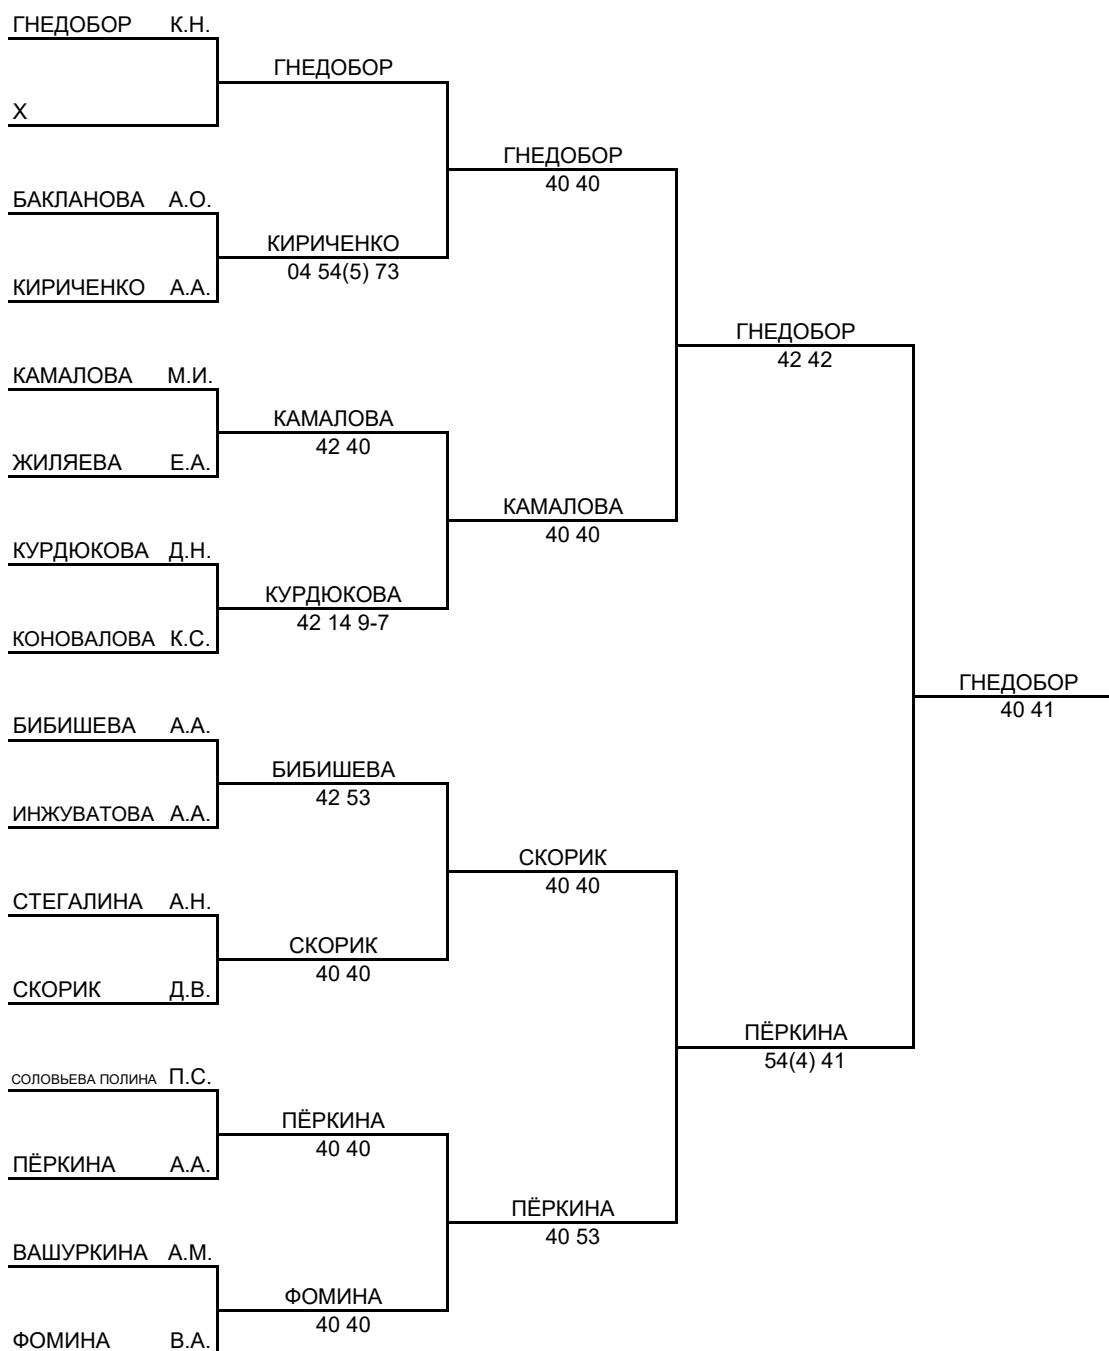 ГНЕДОБОР К.Н.
ГНЕДОБОР
Х
ГНЕДОБОР
40 40
БАКЛАНОВА А.О.
КИРИЧЕНКО
04 54(5) 73
КИРИЧЕНКО А.А.
ГНЕДОБОР
42 42
КАМАЛОВА М.И.
КАМАЛОВА
42 40
ЖИЛЯЕВА Е.А.
КАМАЛОВА
40 40
КУРДЮКОВА Д.Н.
КУРДЮКОВА
42 14 9-7
КОНОВАЛОВА К.С.
ГНЕДОБОР
40 41
БИБИШЕВА А.А.
БИБИШЕВА
42 53
ИНЖУВАТОВА А.А.
СКОРИК
40 40
СТЕГАЛИНА А.Н.
СКОРИК
40 40
СКОРИК Д.В.
ПЁРКИНА
54(4) 41
СОЛОВЬЕВА ПОЛИНА П.С.
ПЁРКИНА
40 40
ПЁРКИНА А.А.
ПЁРКИНА
40 53
ВАШУРКИНА А.М.
ФОМИНА
40 40
ФОМИНА В.А.